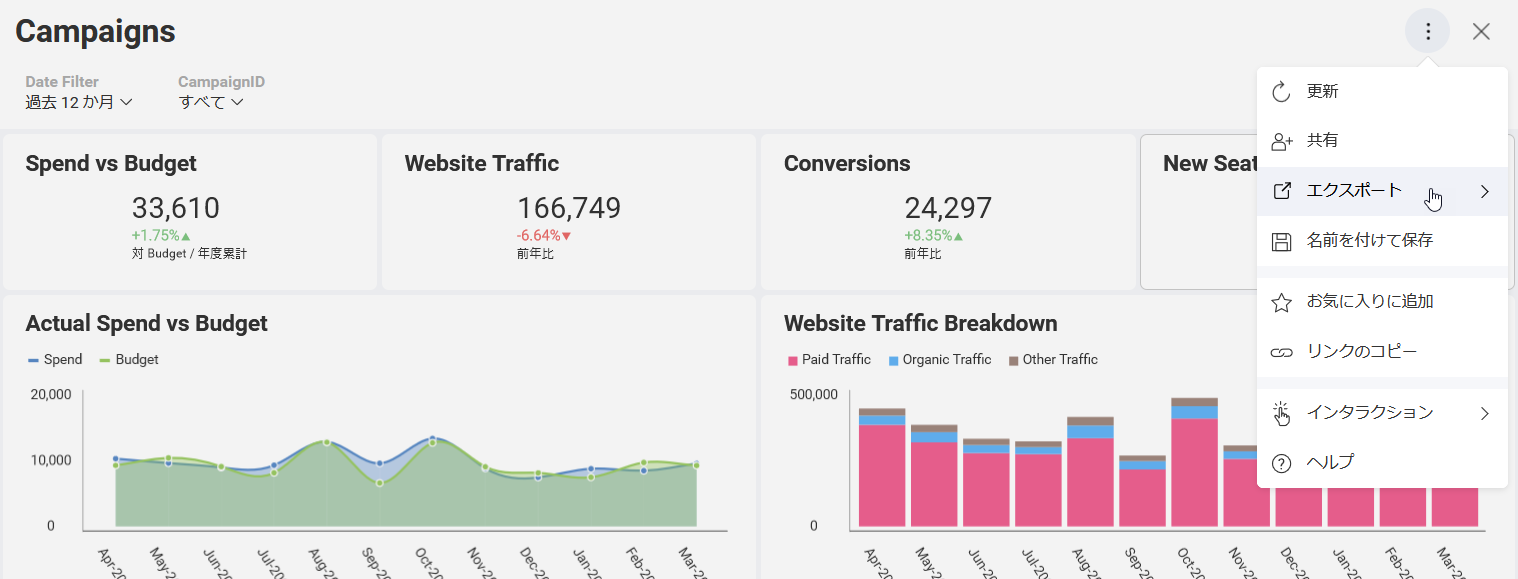 Campaigns
Date Filter
過去 12 か月
CampaignID
すべて
Spend vs Budget
33,610
+1.75%▲
対 Budget / 年度累計
Website Traffic
166,749
-6.64%▼
前年比
Conversions
24,297
+8.35%▲
前年比
New Seat
更新
共有
エクスポート
名前を付けて保存
お気に入りに追加
リンクのコピー
インタラクション
ヘルプ
Actual Spend vs Budget
Spend Budget
20,000
10,000
0
Apr-20
May-2
Jun-20
Jul-20
Aug-20
Sep-20
Oct-20
Nov-20
Dec-20
Jan-20
Feb-20
Mar-20
Website Traffic Breakdown
Paid Traffic Organic Traffic Other Traffic
500,000
0
Apr-20
May-2
Jun-20
Jul-20
Aug-20
Sep-20
Oct-20
Nov-20
Dec-20
Jan-20
Feb-20
Mar-20